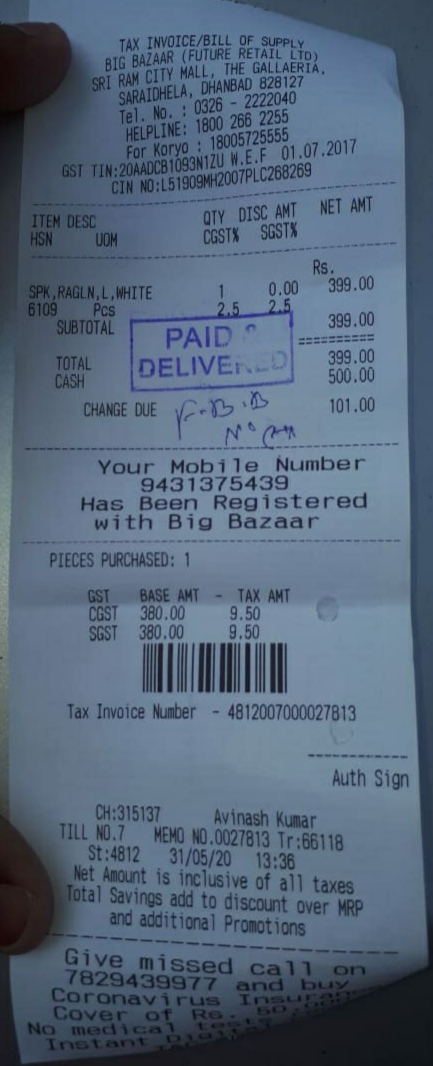 TAX INVOICE/BILL OF SUPPLY
BIG BAZAAR (FUTURE RETAIL LTD)
SRI RAM CITY MALL, THE GALLAERIA,
SARAIDHELA, DHANBAD 828127
Tel. No. : 0326 - 2222040
HELPLINE: 1800 266 2255
For Koryo : 18005725555
GST TIN:20AADCB1093N1ZU W.E.F 01.07.2017
CIN NO:L51909MH2007PLC268269
ITEM DESC QTY DISC AMT NET AMT
HSN UOM CGST% SGST%
Rs.
SPK,RAGLN,L,WHITE 1 0.00 399.00
6109 Pcs 2.5 2.5
SUBTOTAL 399.00
PAID &
DELIVERED
==========
TOTAL 399.00
CASH 500.00
CHANGE DUE 101.00
F.B.B
Your Mobile Number
9431375439
Has Been Registered
with Big Bazaar
PIECES PURCHASED: 1
GST BASE AMT - TAX AMT
CGST 380.00 9.50
SGST 380.00 9.50
Tax Invoice Number - 4812007000027813
Auth Sign
CH:315137 Avinash Kumar
TILL NO.7 MEMO NO.0027813 Tr:66118
St:4812 31/05/20 13:36
Net Amount is inclusive of all taxes
Total Savings add to discount over MRP
and additional Promotions
Give missed call on
7829439977 and buy
Coronavirus
Cover of Rs. 50
No medical
Instant